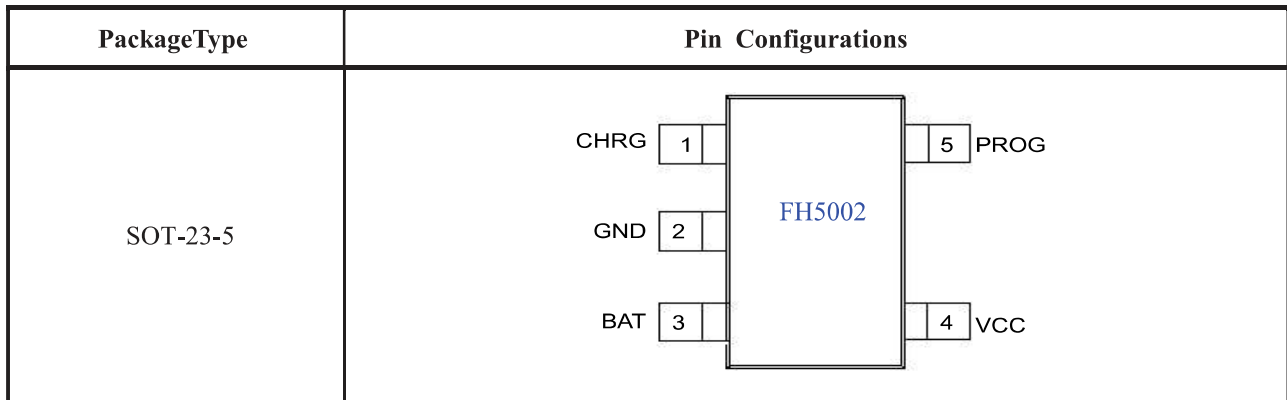 PackageType
Pin Configurations
SOT-23-5
CHRG 1
5 PROG
FH5002
GND 2
BAT 3
4 VCC